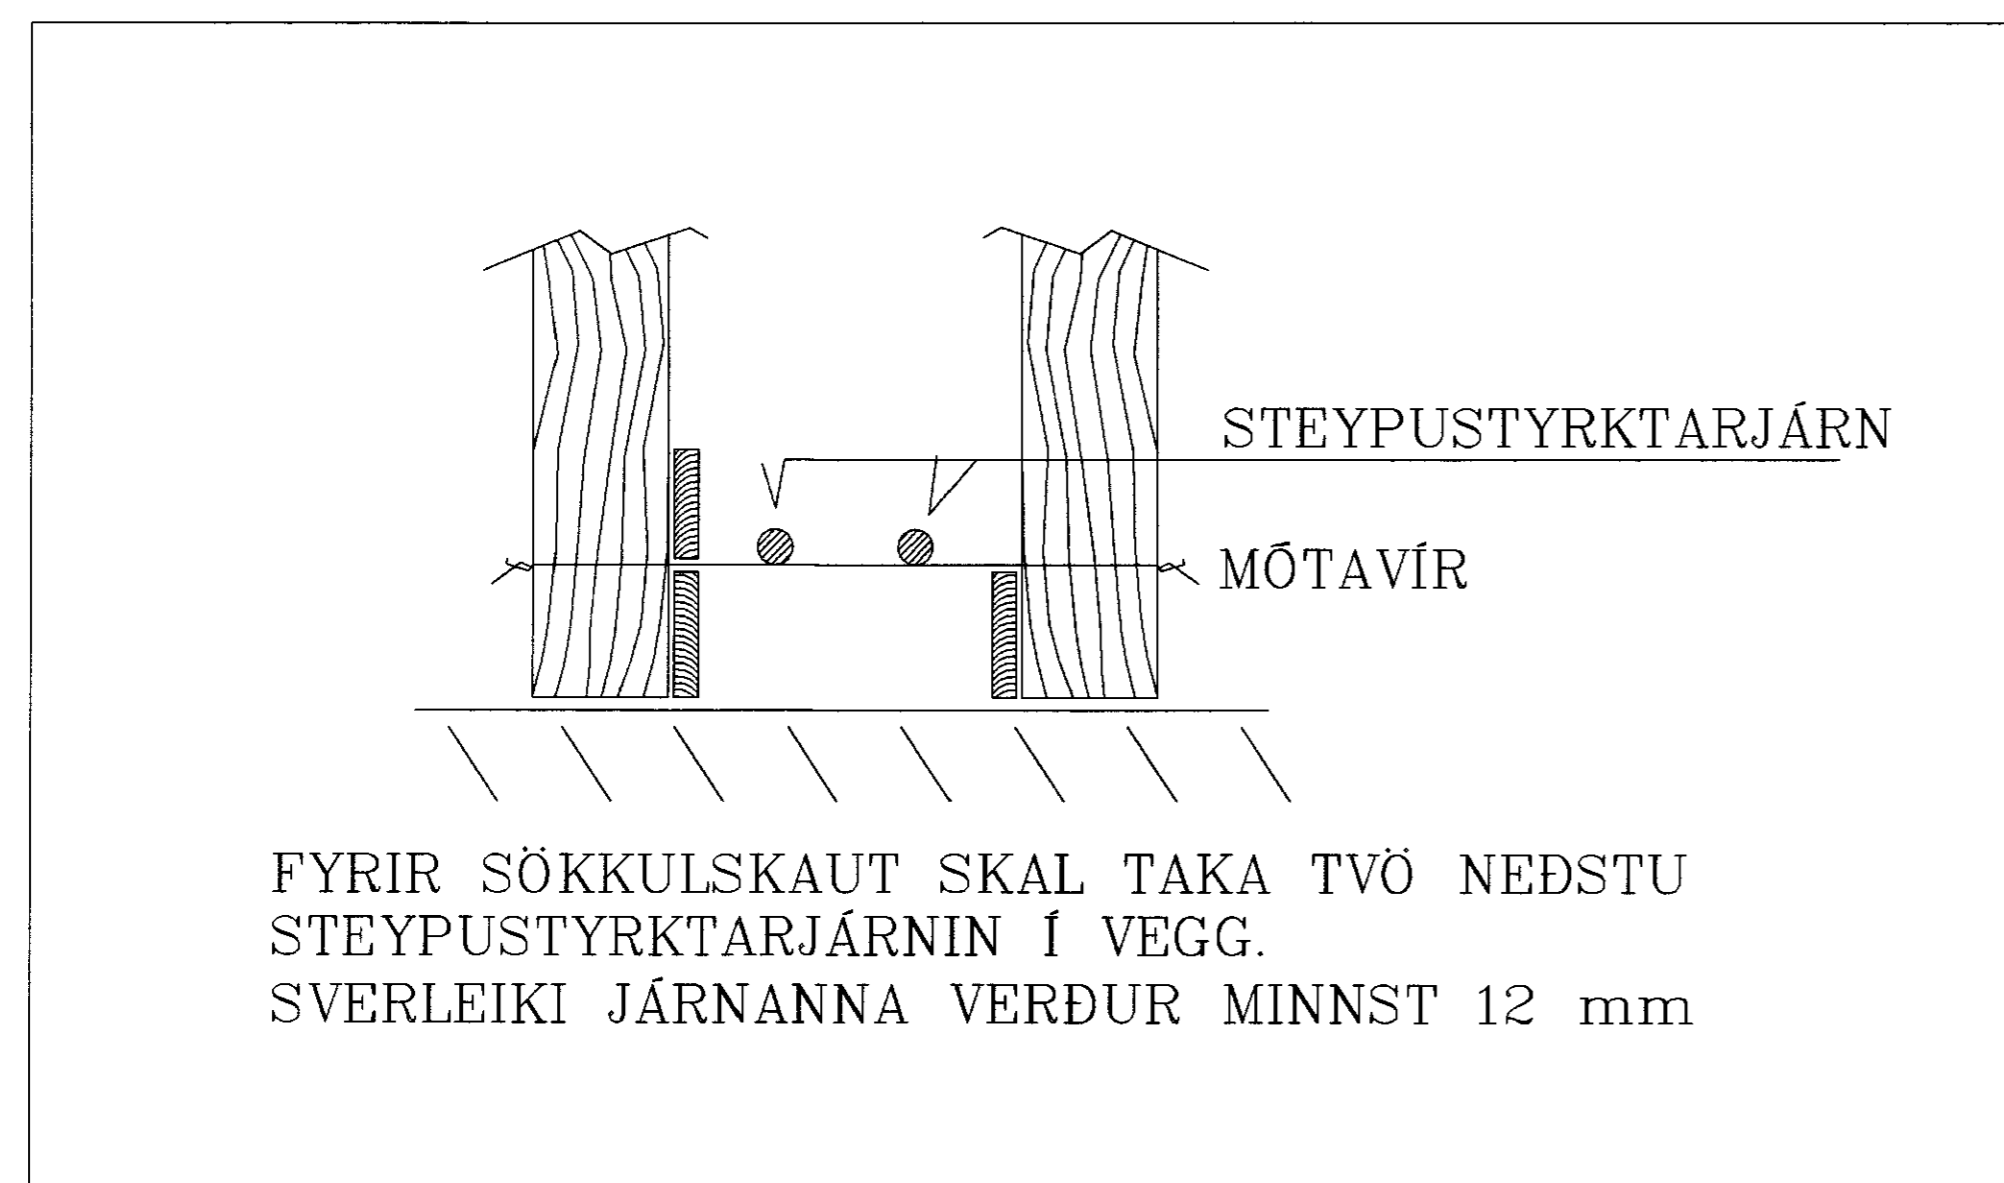 STEYPUSTYRKTARJÁRN
MÓTAVÍR
FYRIR SÖKKULSKAUT SKAL TAKA TVÖ NEÐSTU
STEYPUSTYRKTARJÁRNIN Í VEGG.
SVERLEIKI JÁRNANNA VERÐUR MINNST 12 mm